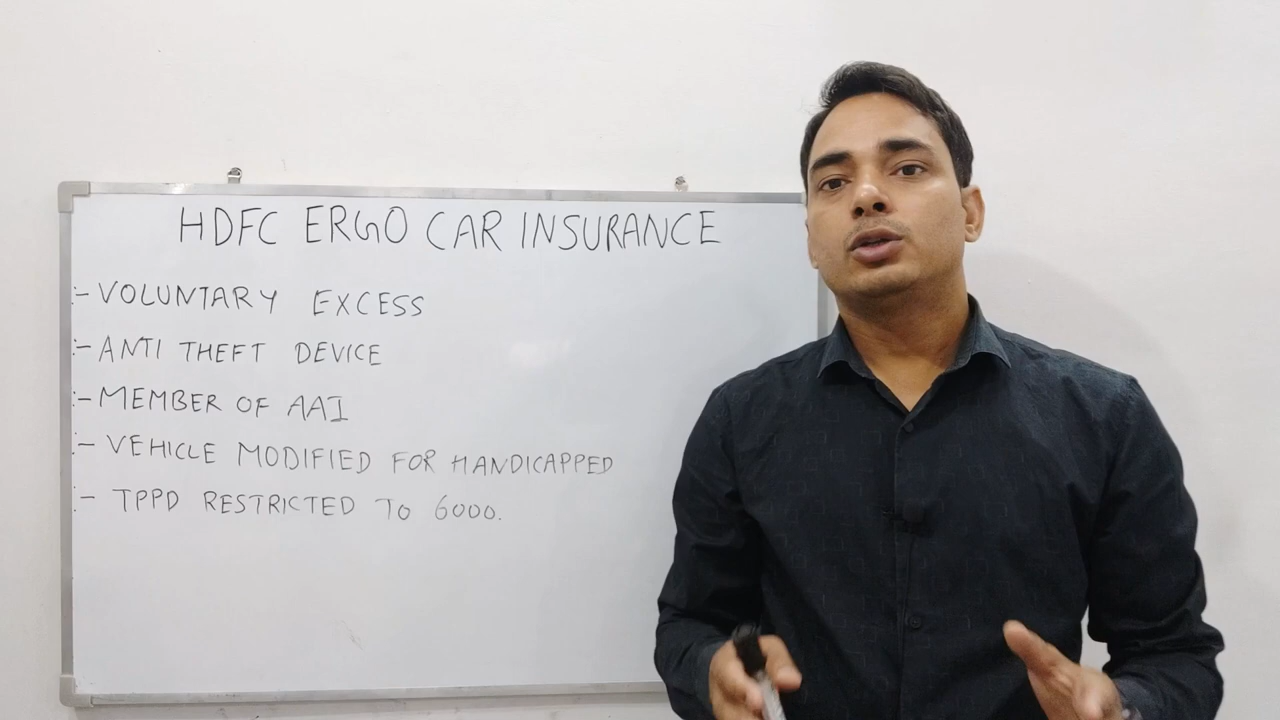 HDFC ERGO CAR INSURANCE
:- VOLUNTARY EXCESS
:- ANTI THEFT DEVICE
:- MEMBER OF AAI
:- VEHICLE MODIFIED FOR HANDICAPPED
:- TPPD RESTRICTED TO 6000.